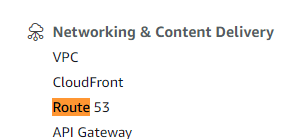 Networking & Content Delivery
VPC
CloudFront
Route 53
API Gateway